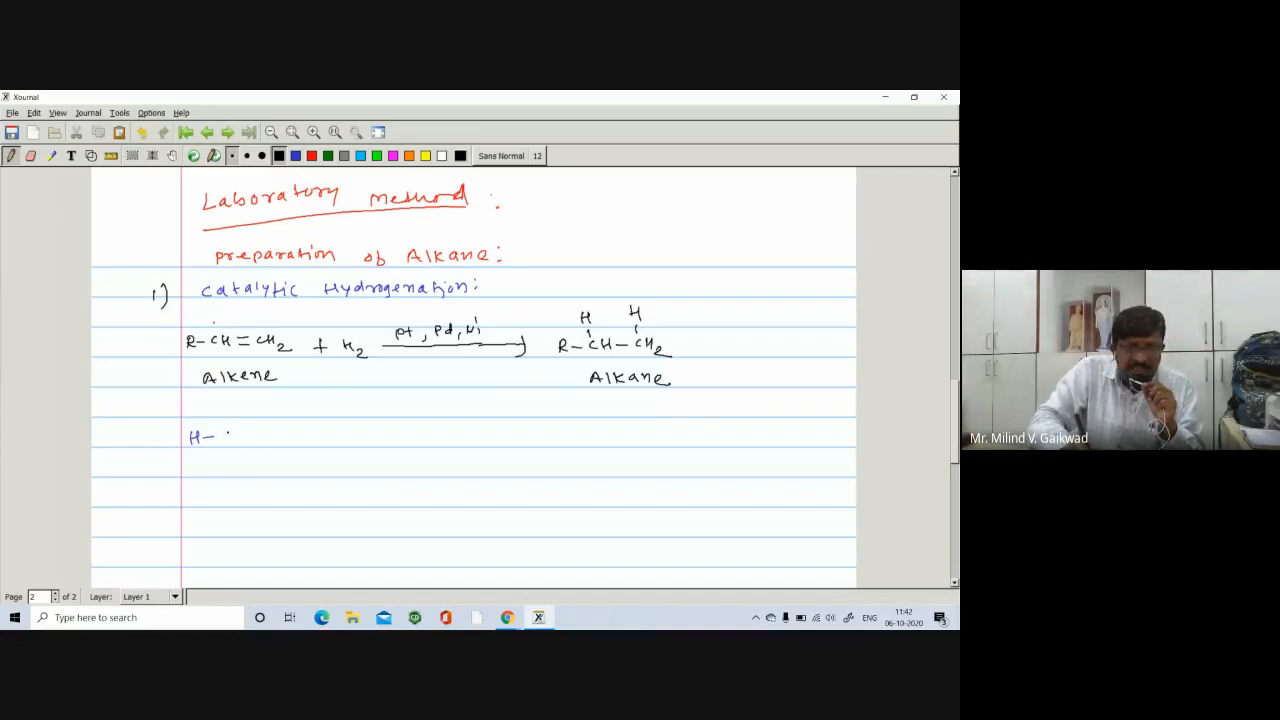 Xournal
File Edit View Journal Tools Options Help
Sans Normal 12
Laboratory method :
preparation of Alkane:
1) catalytic Hydrogenation:
H H
R-CH=CH2 + H2 Pt, Pd, Ni R-CH-CH2
Alkene Alkane
H-
Mr. Milind V. Gaikwad
Page 2 of 2 Layer: Layer 1
Type here to search
ENG 11:42
06-10-2020
3